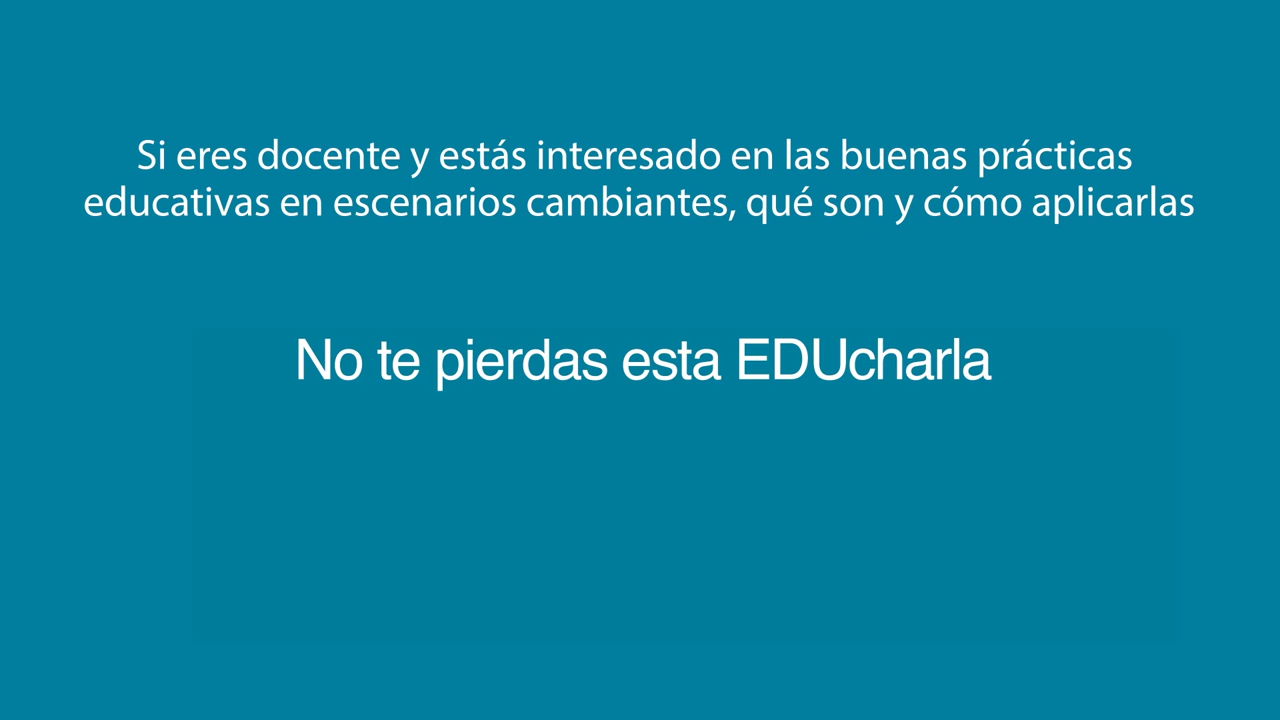 Si eres docente y estás interesado en las buenas prácticas
educativas en escenarios cambiantes, qué son y cómo aplicarlas
No te pierdas esta EDUcharla